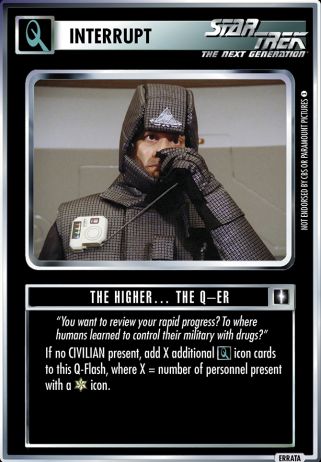 INTERRUPT
STAR TREK
THE NEXT GENERATION
NOT ENDORSED BY CBS OR PARAMOUNT PICTURES
THE HIGHER... THE Q–ER
"You want to review your rapid progress? To where
humans learned to control their military with drugs?"
If no CIVILIAN present, add X additional Q icon cards
to this Q-Flash, where X = number of personnel present
with a icon.
ERRATA